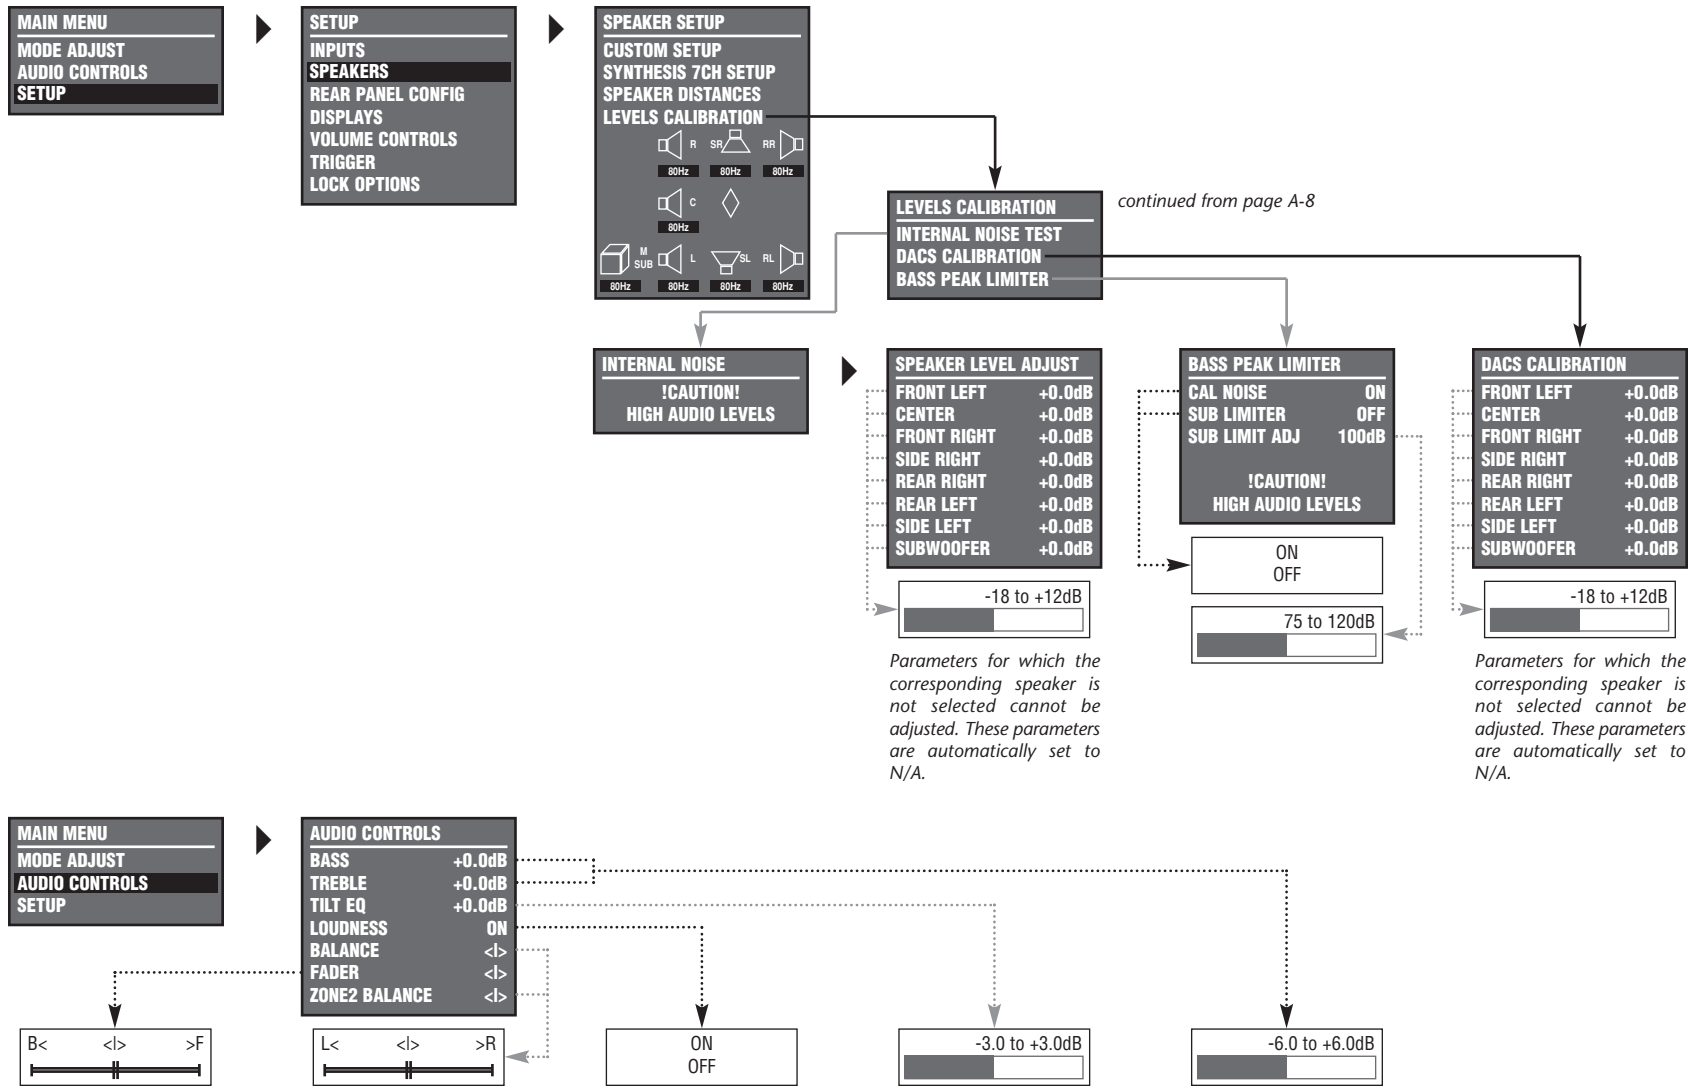 MAIN MENU
MODE ADJUST
AUDIO CONTROLS
SETUP
SETUP
INPUTS
SPEAKERS
REAR PANEL CONFIG
DISPLAYS
VOLUME CONTROLS
TRIGGER
LOCK OPTIONS
SPEAKER SETUP
CUSTOM SETUP
SYNTHESIS 7CH SETUP
SPEAKER DISTANCES
LEVELS CALIBRATION
R SR RR
80Hz 80Hz 80Hz
C
80Hz
M
SUB L SL RL
80Hz 80Hz 80Hz 80Hz
LEVELS CALIBRATION
INTERNAL NOISE TEST
DACS CALIBRATION
BASS PEAK LIMITER
continued from page A-8
INTERNAL NOISE
!CAUTION!
HIGH AUDIO LEVELS
SPEAKER LEVEL ADJUST
FRONT LEFT +0.0dB
CENTER +0.0dB
FRONT RIGHT +0.0dB
SIDE RIGHT +0.0dB
REAR RIGHT +0.0dB
REAR LEFT +0.0dB
SIDE LEFT +0.0dB
SUBWOOFER +0.0dB
-18 to +12dB
Parameters for which the
corresponding speaker is
not selected cannot be
adjusted. These parameters
are automatically set to
N/A.
BASS PEAK LIMITER
CAL NOISE ON
SUB LIMITER OFF
SUB LIMIT ADJ 100dB
!CAUTION!
HIGH AUDIO LEVELS
ON
OFF
75 to 120dB
DACS CALIBRATION
FRONT LEFT +0.0dB
CENTER +0.0dB
FRONT RIGHT +0.0dB
SIDE RIGHT +0.0dB
REAR RIGHT +0.0dB
REAR LEFT +0.0dB
SIDE LEFT +0.0dB
SUBWOOFER +0.0dB
-18 to +12dB
Parameters for which the
corresponding speaker is
not selected cannot be
adjusted. These parameters
are automatically set to
N/A.
MAIN MENU
MODE ADJUST
AUDIO CONTROLS
SETUP
AUDIO CONTROLS
BASS +0.0dB
TREBLE +0.0dB
TILT EQ +0.0dB
LOUDNESS ON
BALANCE <I>
FADER <I>
ZONE2 BALANCE <I>
B< <I> >F
L< <I> >R
ON
OFF
-3.0 to +3.0dB
-6.0 to +6.0dB